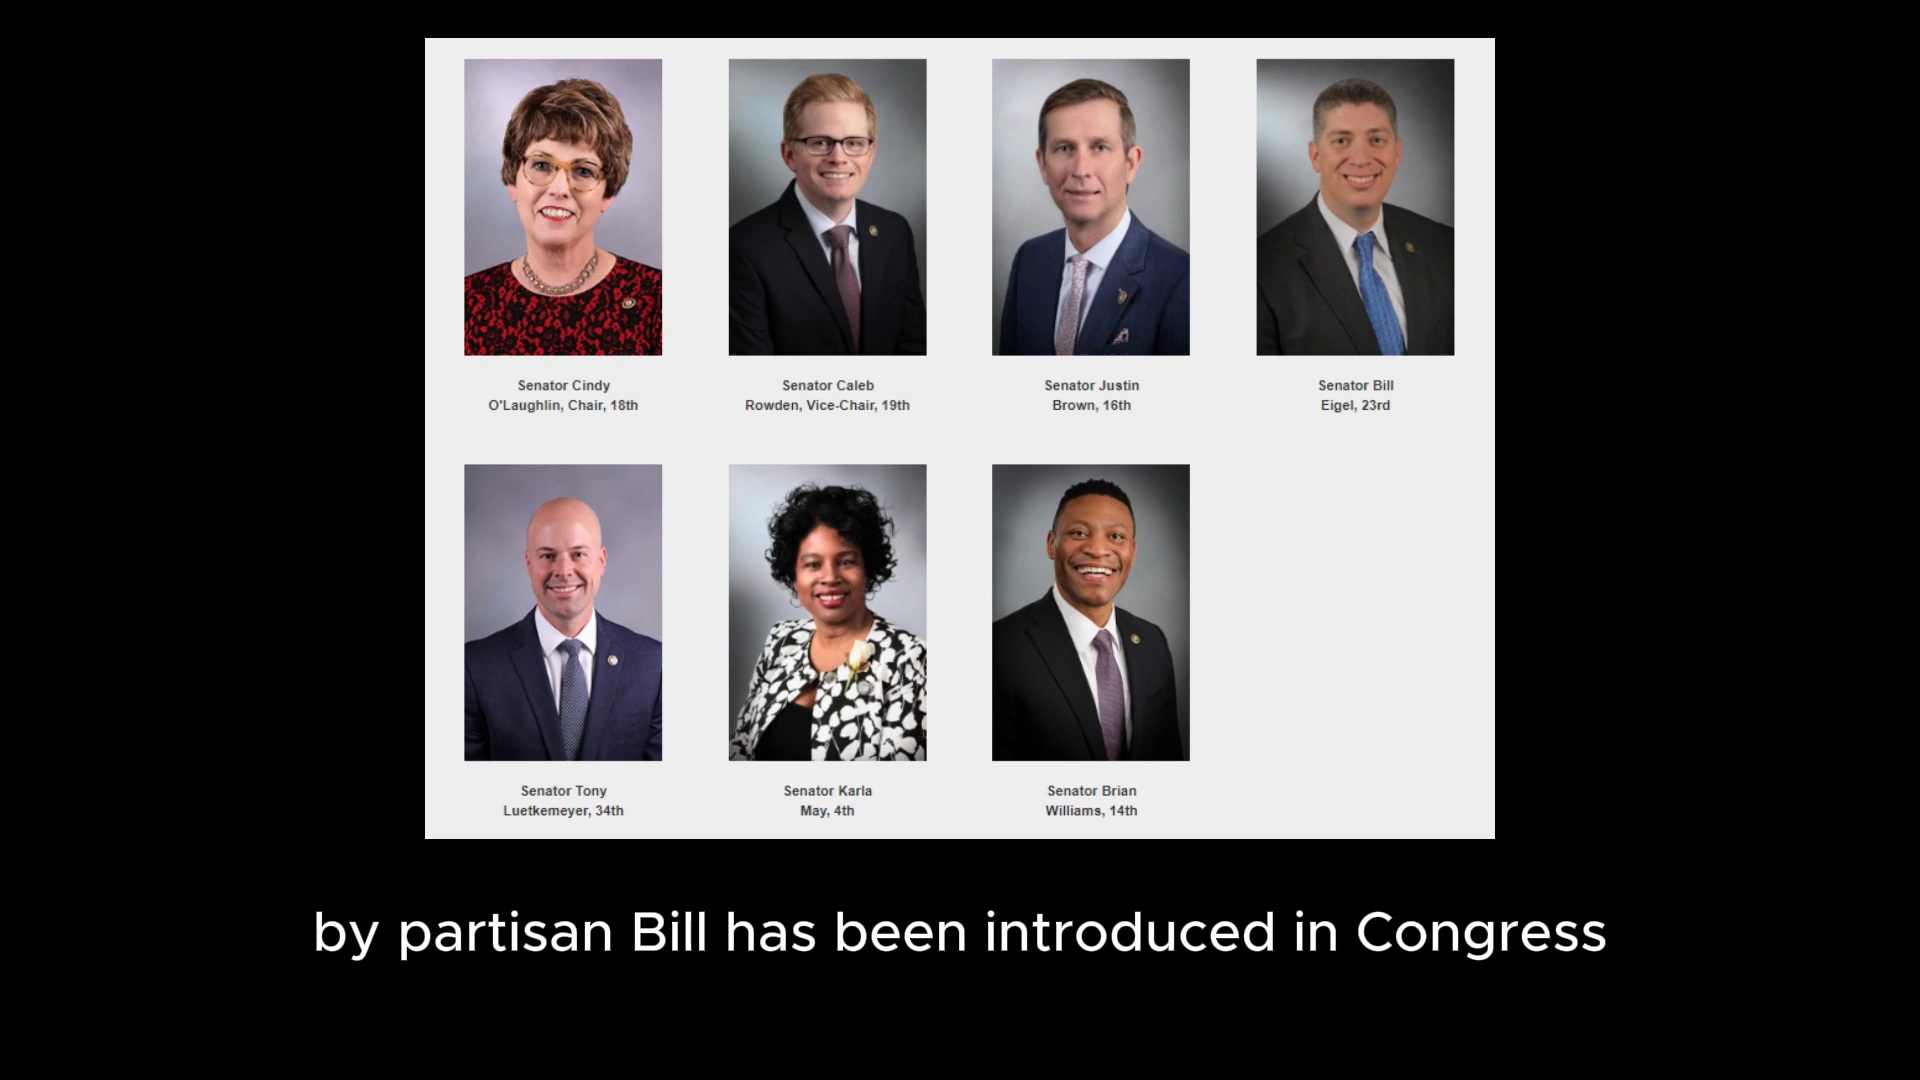 Senator Cindy
O'Laughlin, Chair, 18th
Senator Caleb
Rowden, Vice-Chair, 19th
Senator Justin
Brown, 16th
Senator Bill
Eigel, 23rd
Senator Tony
Luetkemeyer, 34th
Senator Karla
May, 4th
Senator Brian
Williams, 14th
by partisan Bill has been introduced in Congress